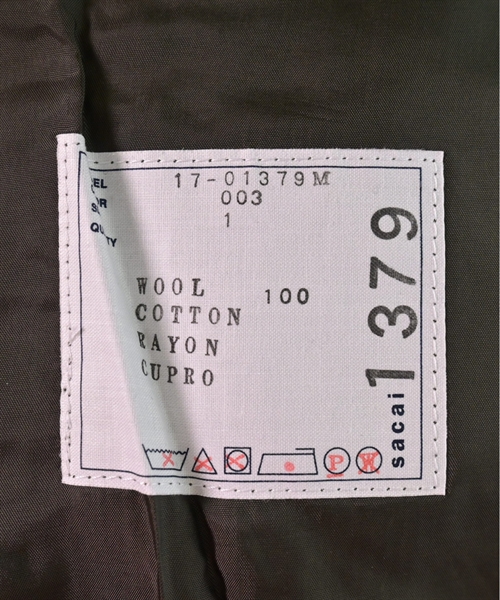 17-01379M
003
1
WOOL 100
COTTON
RAYON
CUPRO
P
W
sacai 1379